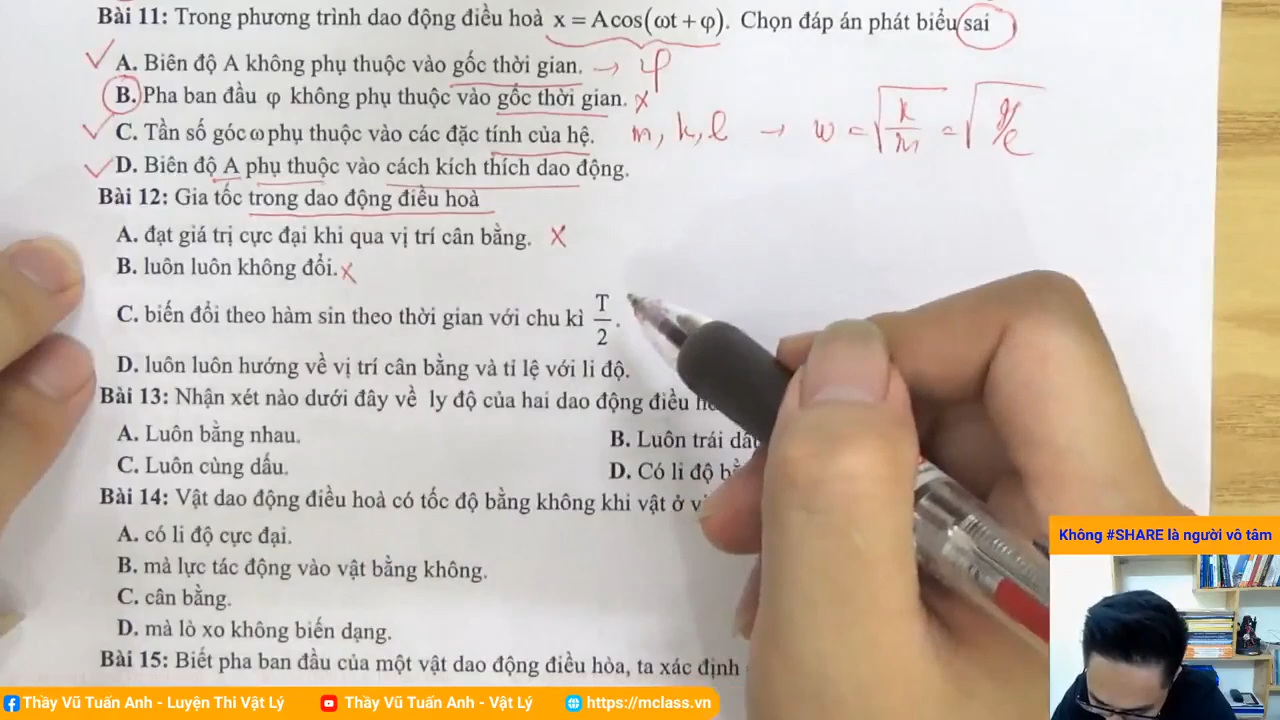 Bài 11: Trong phương trình dao động điều hoà x = Acos(ωt + φ). Chọn đáp án phát biểu sai
A. Biên độ A không phụ thuộc vào gốc thời gian. → φ
B. Pha ban đầu φ không phụ thuộc vào gốc thời gian. x
C. Tần số góc ω phụ thuộc vào các đặc tính của hệ. m, k, l → ω = √(k/m) = √(g/l)
D. Biên độ A phụ thuộc vào cách kích thích dao động.
Bài 12: Gia tốc trong dao động điều hoà
A. đạt giá trị cực đại khi qua vị trí cân bằng. x
B. luôn luôn không đổi. x
C. biến đổi theo hàm sin theo thời gian với chu kì T/2.
D. luôn luôn hướng về vị trí cân bằng và tỉ lệ với li độ.
Bài 13: Nhận xét nào dưới đây về ly độ của hai dao động điều
A. Luôn bằng nhau.
B. Luôn trái
C. Luôn cùng dấu.
D. Có li độ
Bài 14: Vật dao động điều hoà có tốc độ bằng không khi vật ở
A. có li độ cực đại.
B. mà lực tác động vào vật bằng không.
C. cân bằng.
D. mà lò xo không biến dạng.
Bài 15: Biết pha ban đầu của một vật dao động điều hòa, ta xác định
Không #SHARE là người vô tâm
Thầy Vũ Tuấn Anh - Luyện Thi Vật Lý
Thầy Vũ Tuấn Anh - Vật Lý
https://mclass.vn